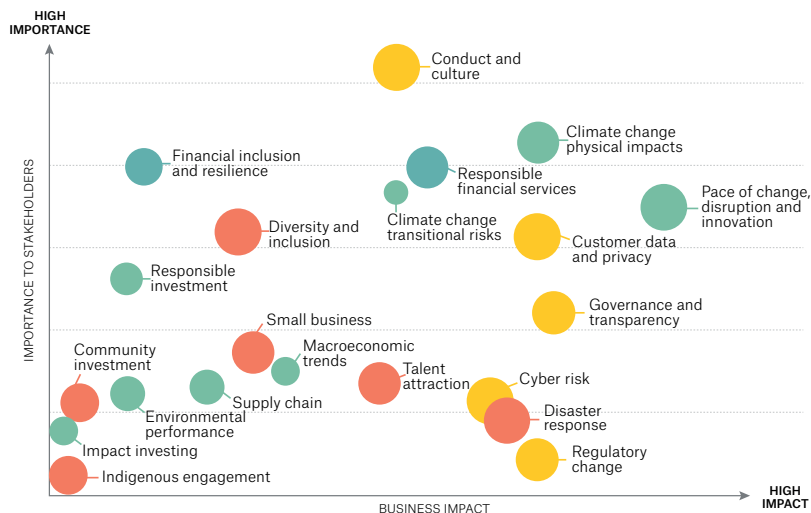 HIGH
IMPORTANCE
Conduct and
culture
Climate change
physical impacts
Financial inclusion
and resilience
Responsible
financial services
Pace of change,
disruption and
innovation
Climate change
transitional risks
Diversity and
inclusion
Customer data
and privacy
Responsible
investment
Governance and
transparency
Small business
Macroeconomic
trends
Community
investment
Talent
attraction
Cyber risk
Supply chain
Disaster
response
Environmental
performance
Impact investing
Regulatory
change
Indigenous engagement
IMPORTANCE TO STAKEHOLDERS
BUSINESS IMPACT
HIGH
IMPACT